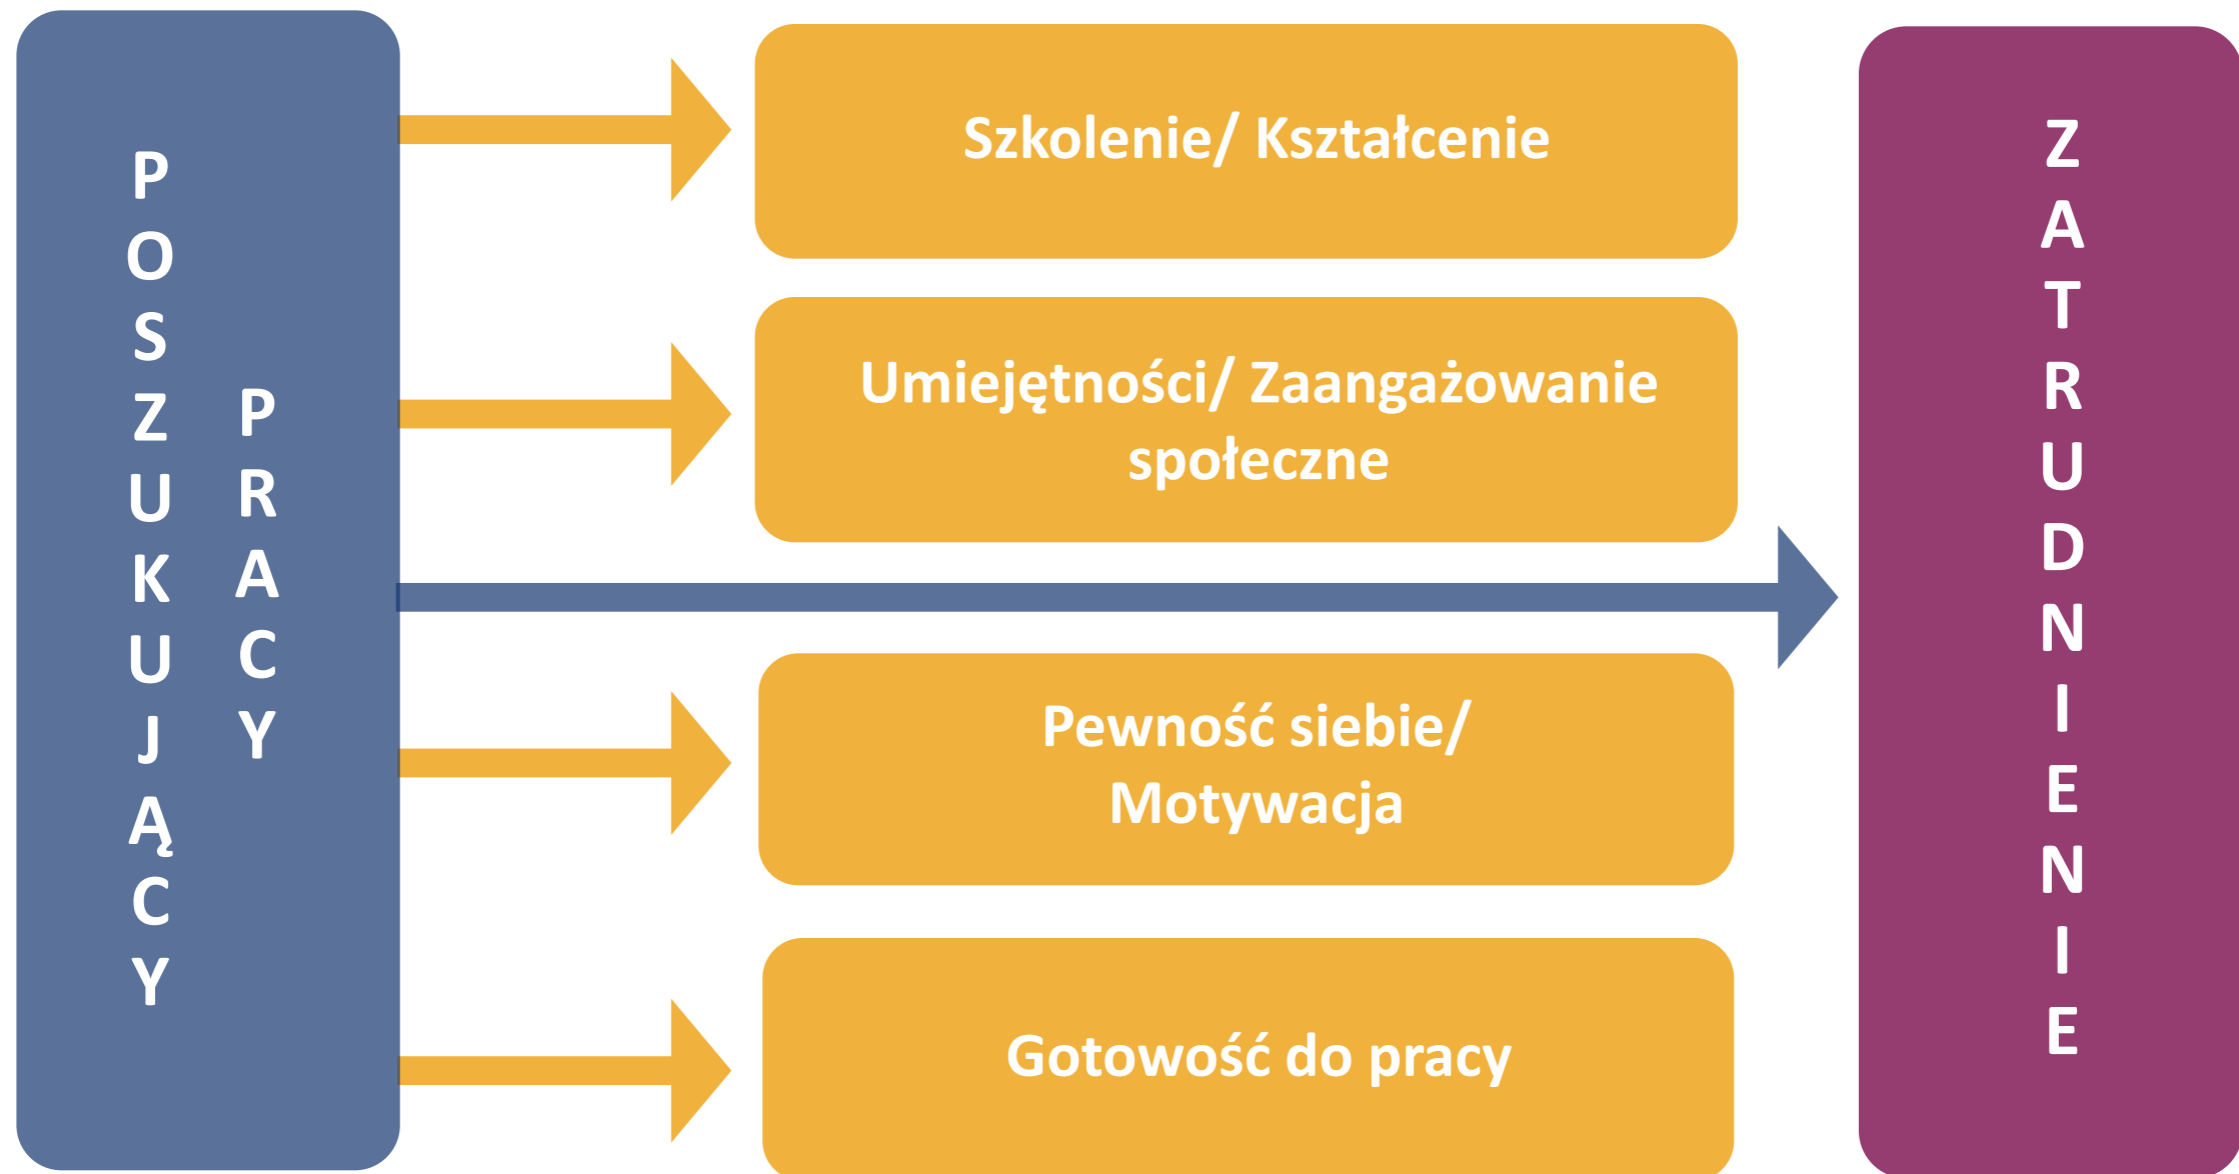 POSZUKUJĄCY
PRACY
Szkolenie/ Kształcenie
Umiejętności/ Zaangażowanie
społeczne
Pewność siebie/
Motywacja
Gotowość do pracy
ZATRUDNIENIE